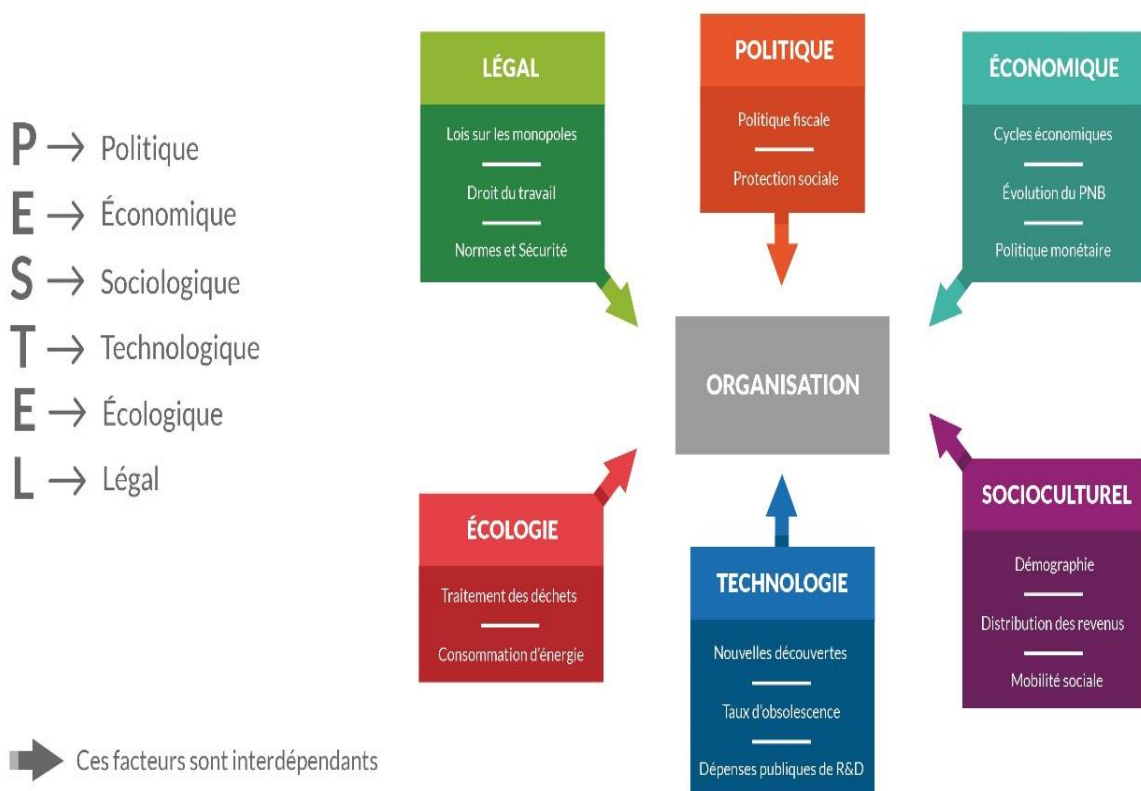 P → Politique
E → Économique
S → Sociologique
T → Technologique
E → Écologique
L → Légal
Ces facteurs sont interdépendants
LÉGAL
Lois sur les monopoles
Droit du travail
Normes et Sécurité
POLITIQUE
Politique fiscale
Protection sociale
ÉCONOMIQUE
Cycles économiques
Évolution du PNB
Politique monétaire
ORGANISATION
ÉCOLOGIE
Traitement des déchets
Consommation d'énergie
TECHNOLOGIE
Nouvelles découvertes
Taux d'obsolescence
Dépenses publiques de R&D
SOCIOCULTUREL
Démographie
Distribution des revenus
Mobilité sociale